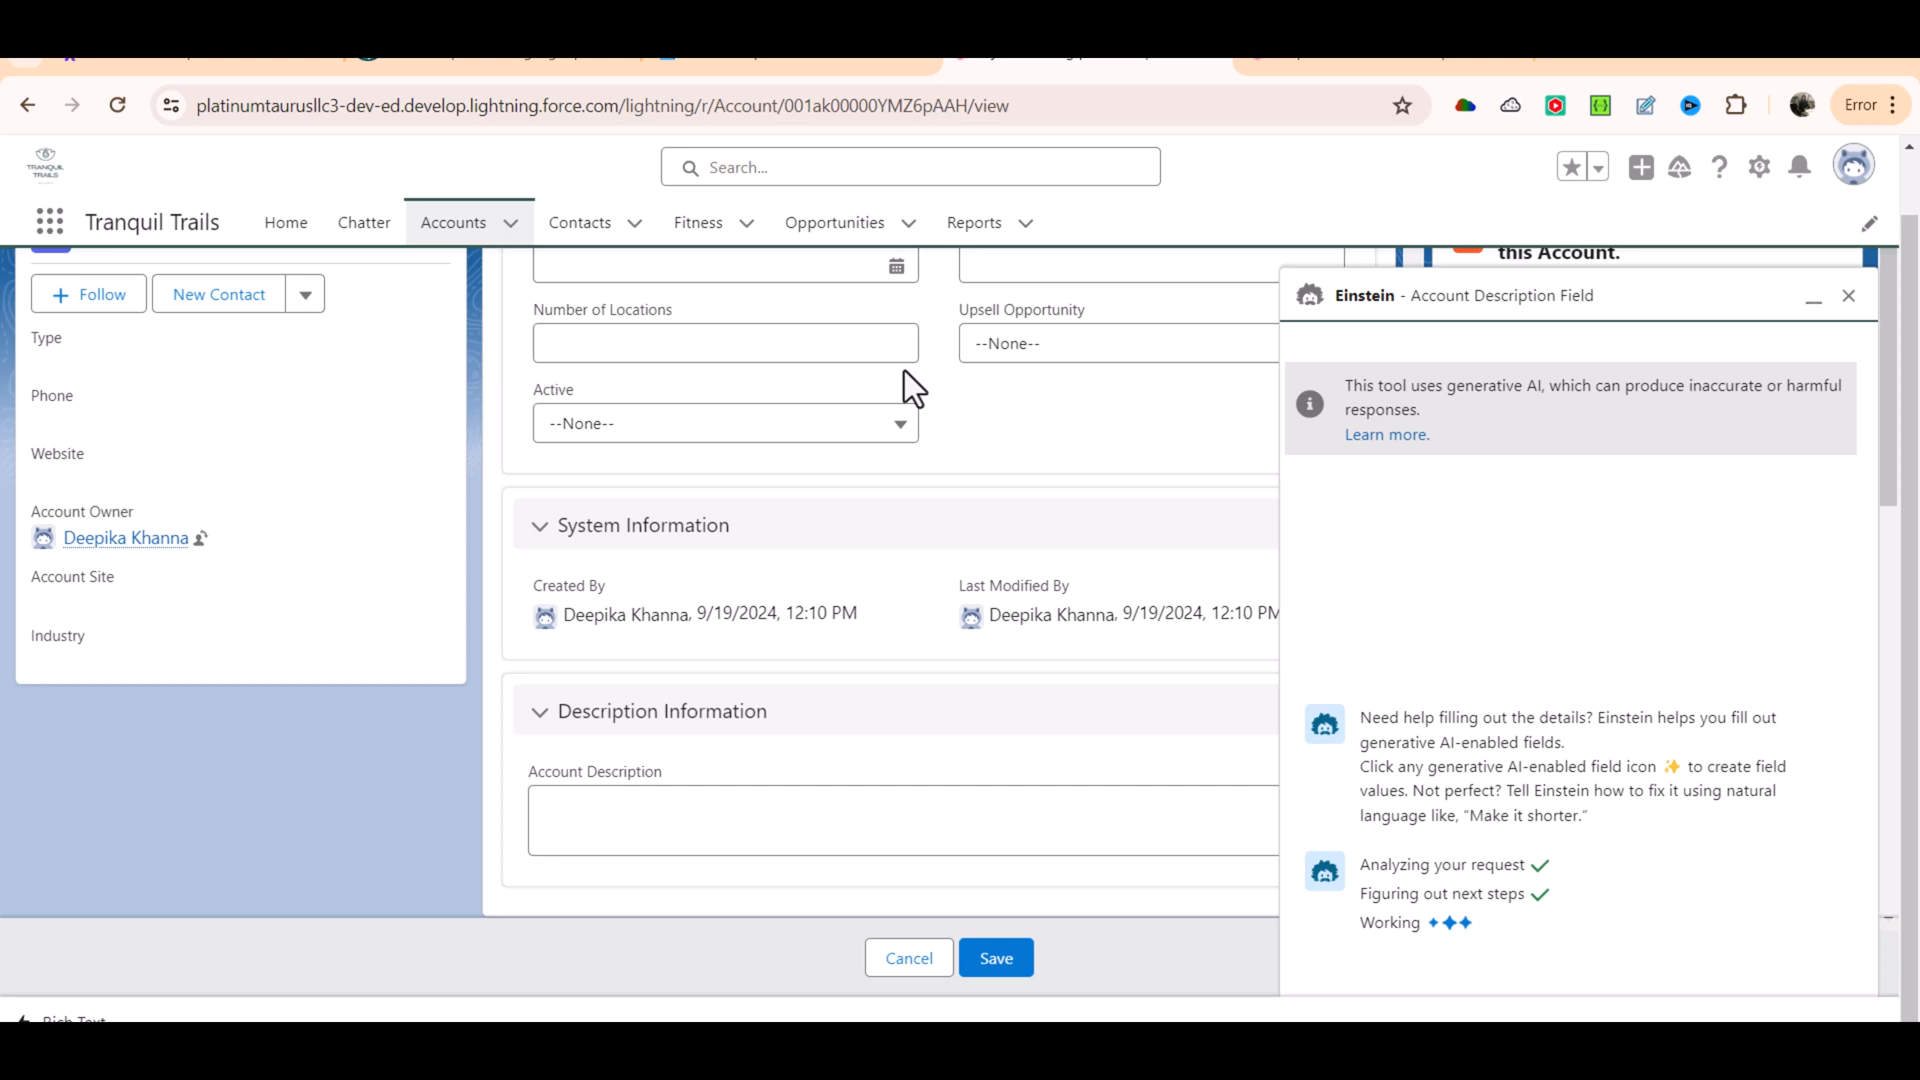 platinumtaurusllc3-dev-ed.develop.lightning.force.com/lightning/r/Account/001ak00000YMZ6pAAH/view
Error
TRANQUIL
TRAILS
Search...
Tranquil Trails
Home
Chatter
Accounts
Contacts
Fitness
Opportunities
Reports
this Account.
Follow
New Contact
Type
Phone
Website
Account Owner
Deepika Khanna
Account Site
Industry
Number of Locations
Upsell Opportunity
--None--
Active
--None--
System Information
Created By
Last Modified By
Deepika Khanna, 9/19/2024, 12:10 PM
Deepika Khanna, 9/19/2024, 12:10 PM
Description Information
Account Description
Cancel
Save
Einstein - Account Description Field
This tool uses generative AI, which can produce inaccurate or harmful
responses.
Learn more.
Need help filling out the details? Einstein helps you fill out
generative AI-enabled fields.
Click any generative AI-enabled field icon ✨ to create field
values. Not perfect? Tell Einstein how to fix it using natural
language like, "Make it shorter."
Analyzing your request
Figuring out next steps
Working
Rich Text